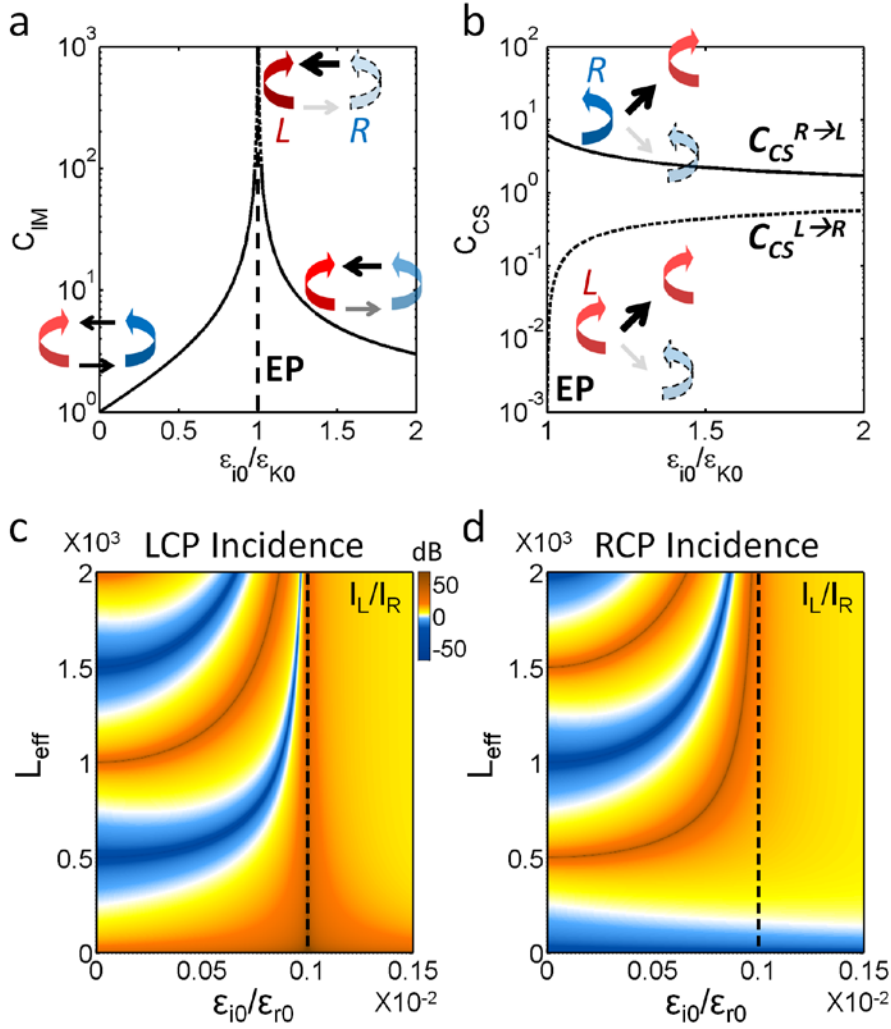 a
10³
10²
10¹
10⁰
C_IM
L
R
EP
0
0.5
1
1.5
2
ε_i0/ε_K0
b
10²
10¹
10⁰
10⁻¹
10⁻²
10⁻³
C_CS
R
C_CS^R→L
C_CS^L→R
L
EP
1
1.5
2
ε_i0/ε_K0
c
X10³
LCP Incidence
dB
50
0
-50
I_L/I_R
2
1.5
1
0.5
0
L_eff
0
0.05
0.1
0.15
ε_i0/ε_r0
X10⁻²
d
X10³
RCP Incidence
I_L/I_R
2
1.5
1
0.5
0
L_eff
0
0.05
0.1
0.15
ε_i0/ε_r0
X10⁻²